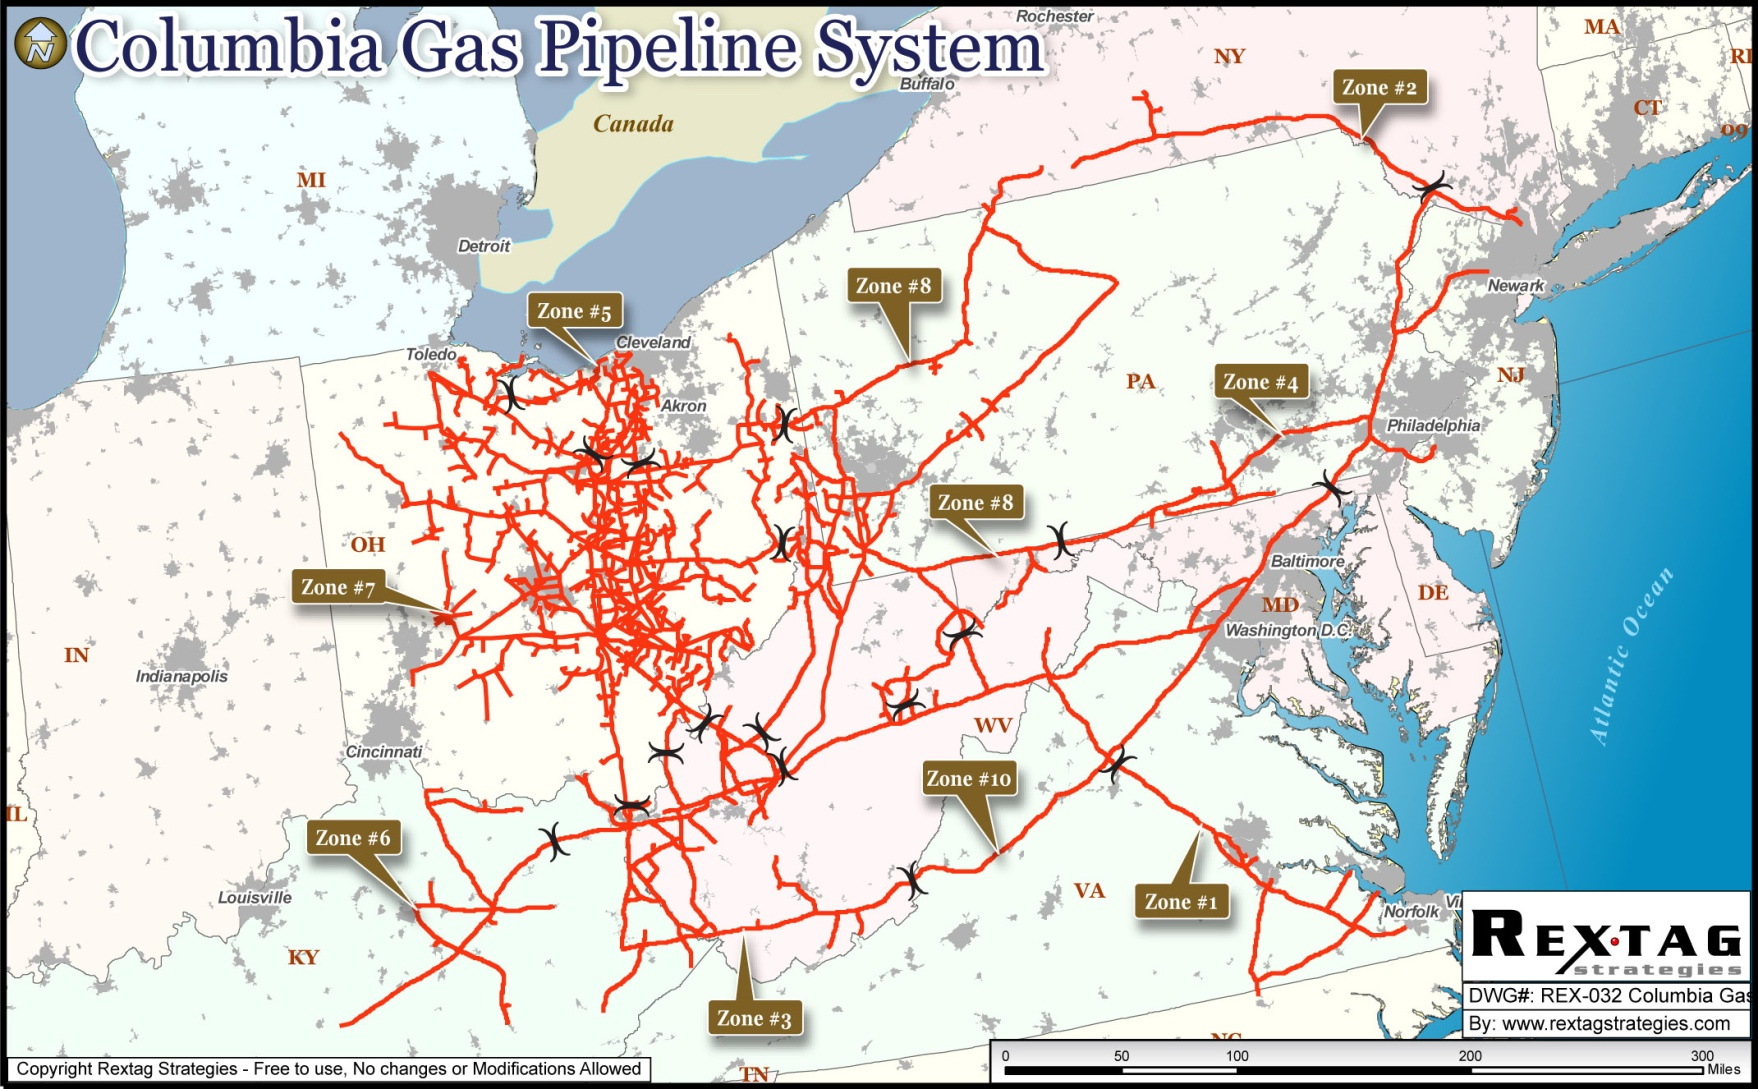 N
Columbia Gas Pipeline System
Rochester
NY
MA
RI
Zone #2
Buffalo
CT
Canada
MI
Detroit
Zone #8
Newark
Zone #5
Cleveland
Toledo
PA
Zone #4
NJ
Akron
Philadelphia
Zone #8
OH
Baltimore
Zone #7
DE
MD
Washington D.C.
IN
Indianapolis
Atlantic Ocean
WV
Cincinnati
Zone #10
IL
Zone #6
VA
Zone #1
Louisville
Norfolk
KY
REXTAG
strategies
Zone #3
DWG#: REX-032 Columbia Gas
By: www.rextagstrategies.com
NC
TN
Copyright Rextag Strategies - Free to use, No changes or Modifications Allowed
0 50 100 200 300
Miles